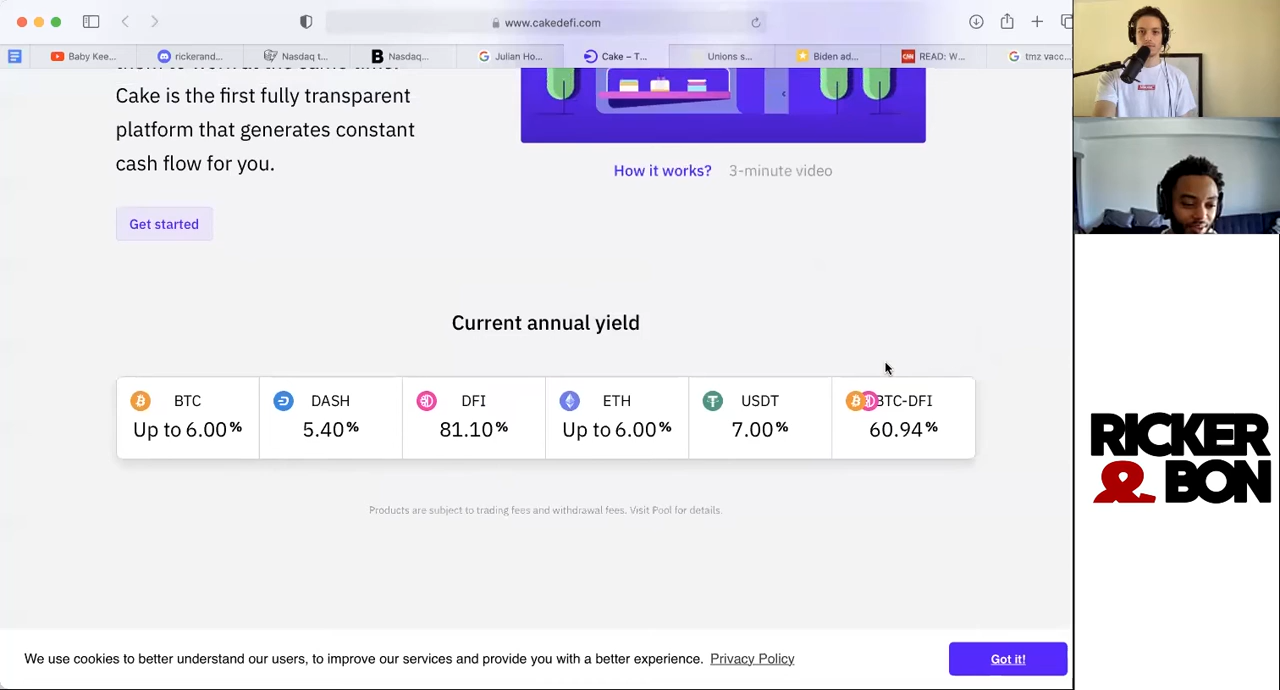 www.cakedefi.com
Baby Kee...
rickerand...
Nasdaq t...
Nasdaq...
Julian Ho...
Cake – T...
Unions s...
Biden ad...
READ: W...
tmz vacc...
Cake is the first fully transparent
platform that generates constant
cash flow for you.
How it works? 3-minute video
Get started
Current annual yield
BTC
Up to 6.00%
DASH
5.40%
DFI
81.10%
ETH
Up to 6.00%
USDT
7.00%
BTC-DFI
60.94%
Products are subject to trading fees and withdrawal fees. Visit Pool for details.
We use cookies to better understand our users, to improve our services and provide you with a better experience. Privacy Policy
Got it!
RICKER
& BON